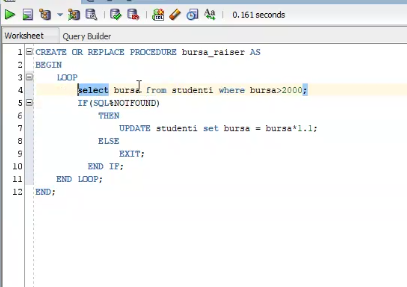 0.161 seconds
Worksheet Query Builder
1 CREATE OR REPLACE PROCEDURE bursa_raiser AS
2 BEGIN
3 LOOP
4 select bursa from studenti where bursa>2000;
5 IF(SQL%NOTFOUND)
6 THEN
7 UPDATE studenti set bursa = bursa*1.1;
8 ELSE
9 EXIT;
10 END IF;
11 END LOOP;
12 END;